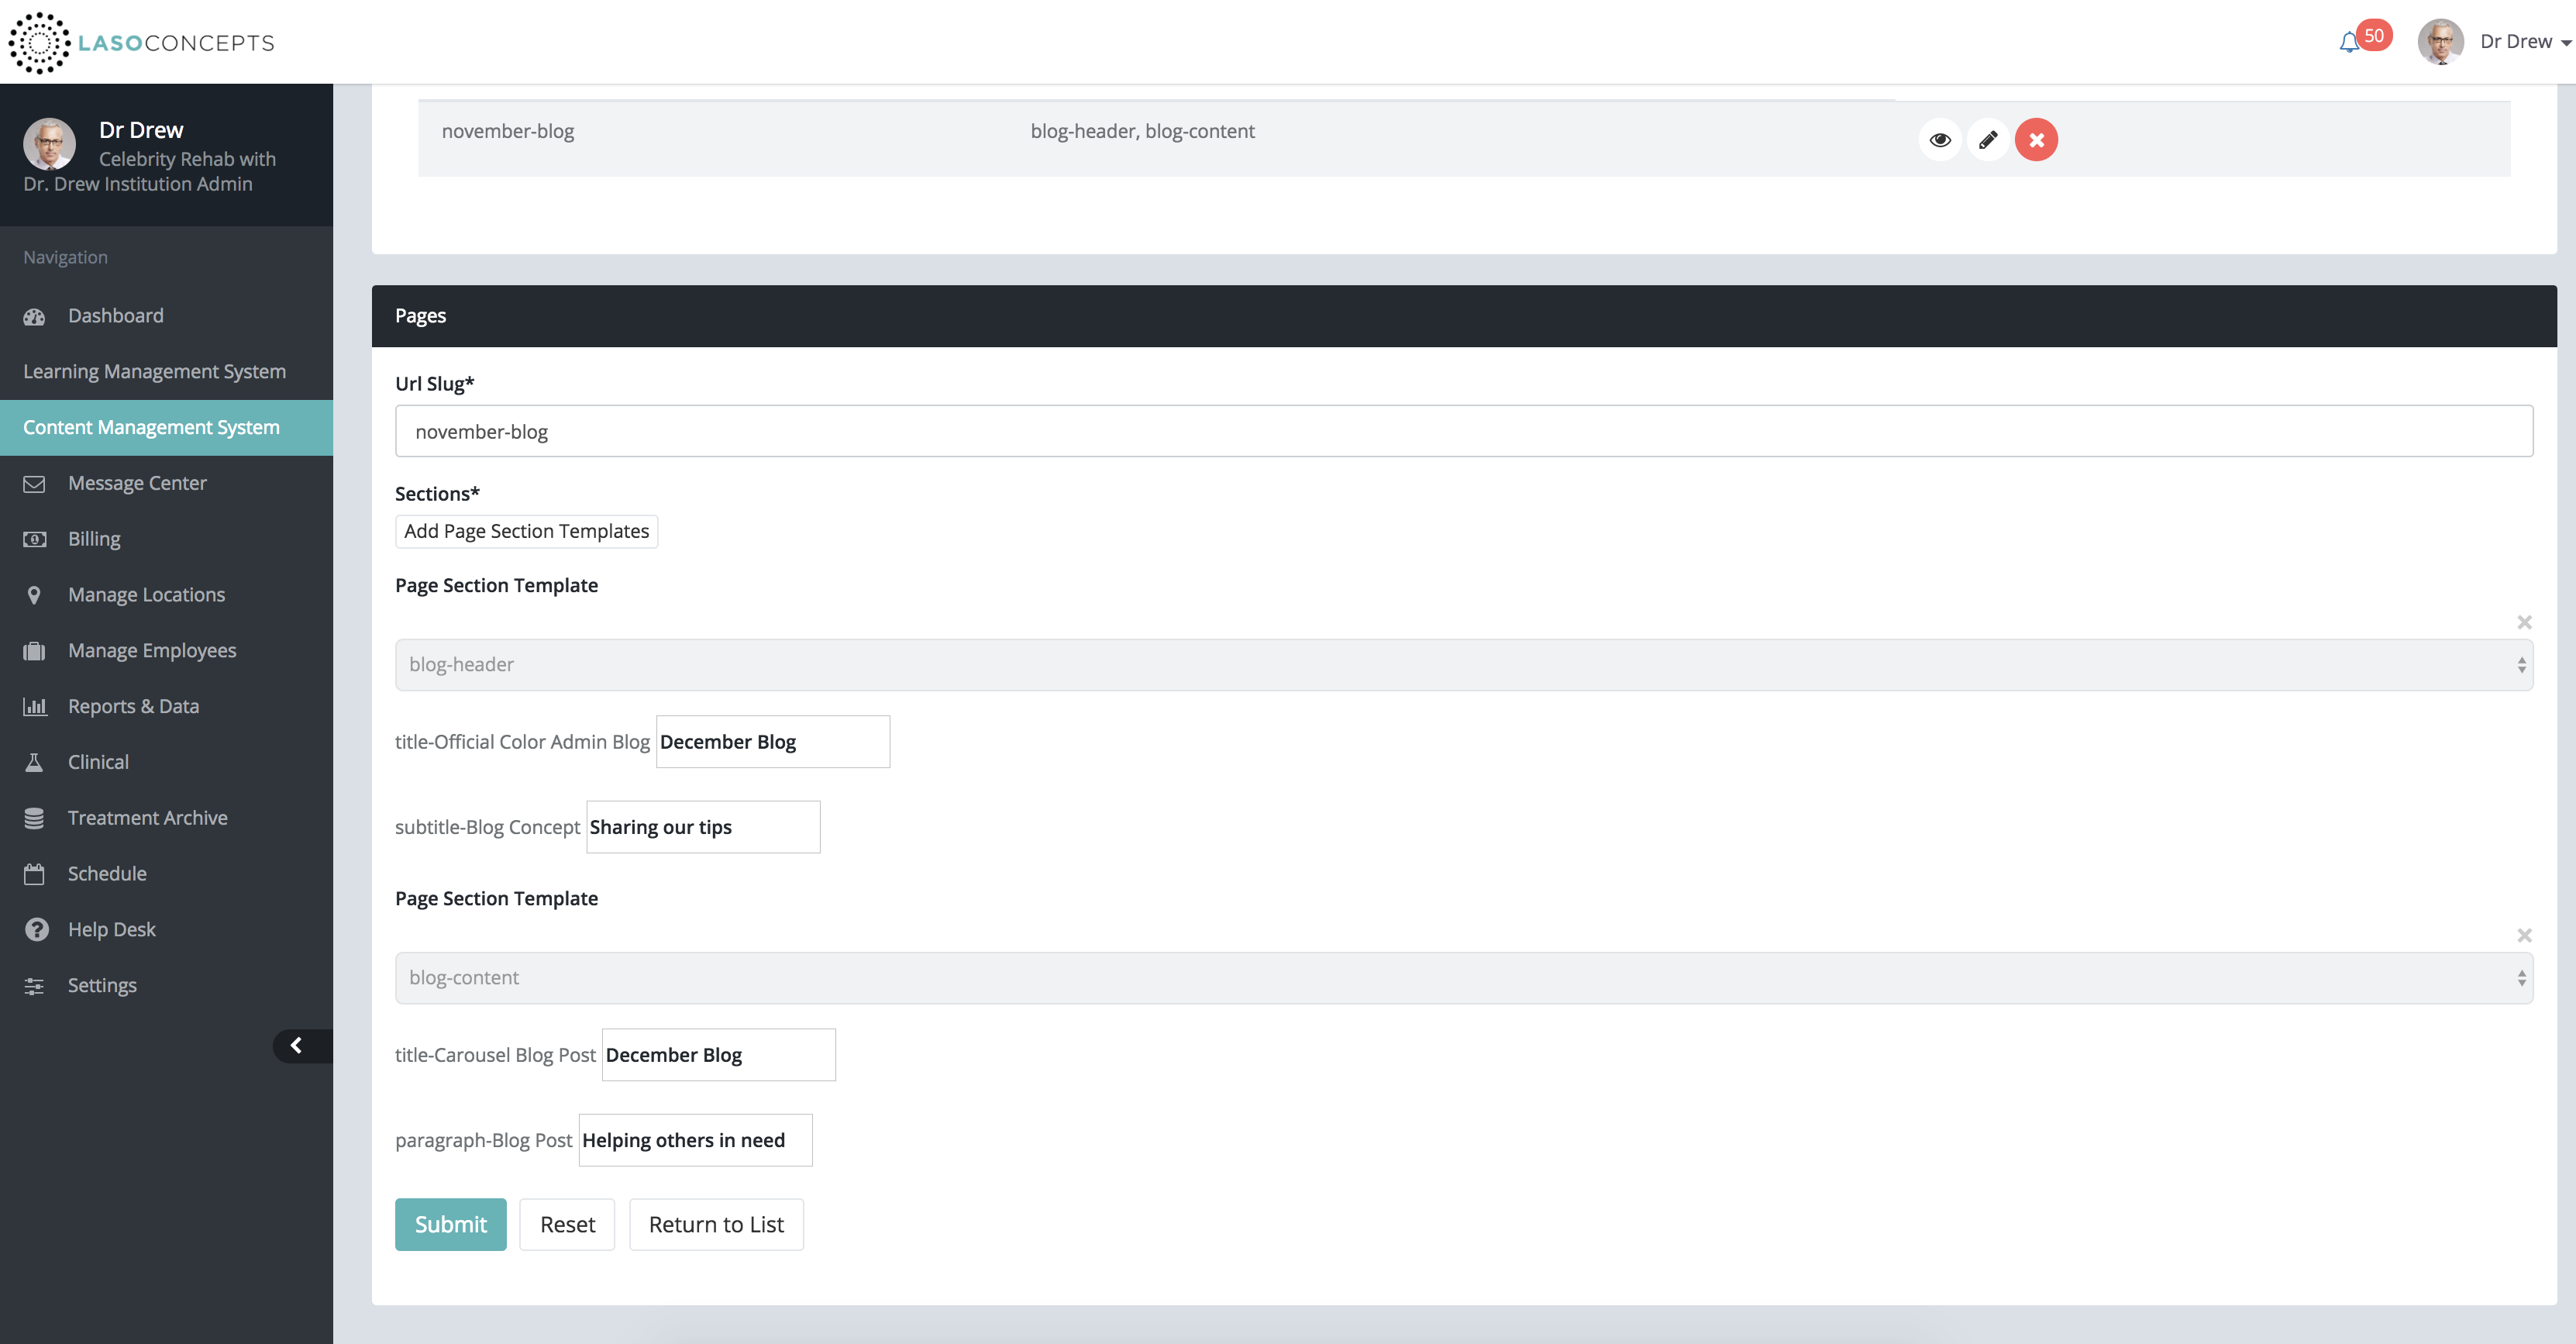 LASOCONCEPTS
50
Dr Drew
Dr Drew
Celebrity Rehab with
Dr. Drew Institution Admin
Navigation
Dashboard
Learning Management System
Content Management System
Message Center
Billing
Manage Locations
Manage Employees
Reports & Data
Clinical
Treatment Archive
Schedule
Help Desk
Settings
november-blog blog-header, blog-content
Pages
Url Slug*
november-blog
Sections*
Add Page Section Templates
Page Section Template
blog-header
title-Official Color Admin Blog December Blog
subtitle-Blog Concept Sharing our tips
Page Section Template
blog-content
title-Carousel Blog Post December Blog
paragraph-Blog Post Helping others in need
Submit Reset Return to List